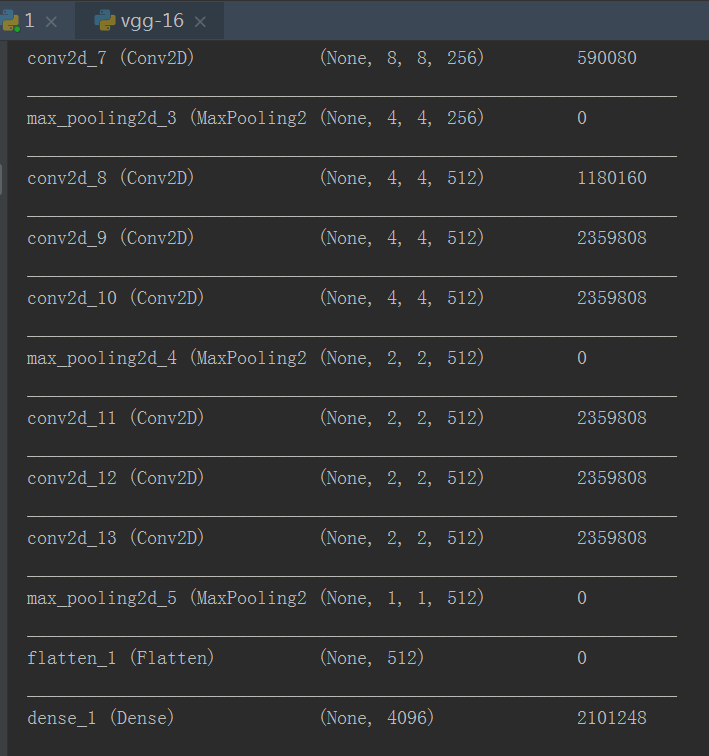 1 × vgg-16 ×
conv2d_7 (Conv2D) (None, 8, 8, 256) 590080
max_pooling2d_3 (MaxPooling2 (None, 4, 4, 256) 0
conv2d_8 (Conv2D) (None, 4, 4, 512) 1180160
conv2d_9 (Conv2D) (None, 4, 4, 512) 2359808
conv2d_10 (Conv2D) (None, 4, 4, 512) 2359808
max_pooling2d_4 (MaxPooling2 (None, 2, 2, 512) 0
conv2d_11 (Conv2D) (None, 2, 2, 512) 2359808
conv2d_12 (Conv2D) (None, 2, 2, 512) 2359808
conv2d_13 (Conv2D) (None, 2, 2, 512) 2359808
max_pooling2d_5 (MaxPooling2 (None, 1, 1, 512) 0
flatten_1 (Flatten) (None, 512) 0
dense_1 (Dense) (None, 4096) 2101248